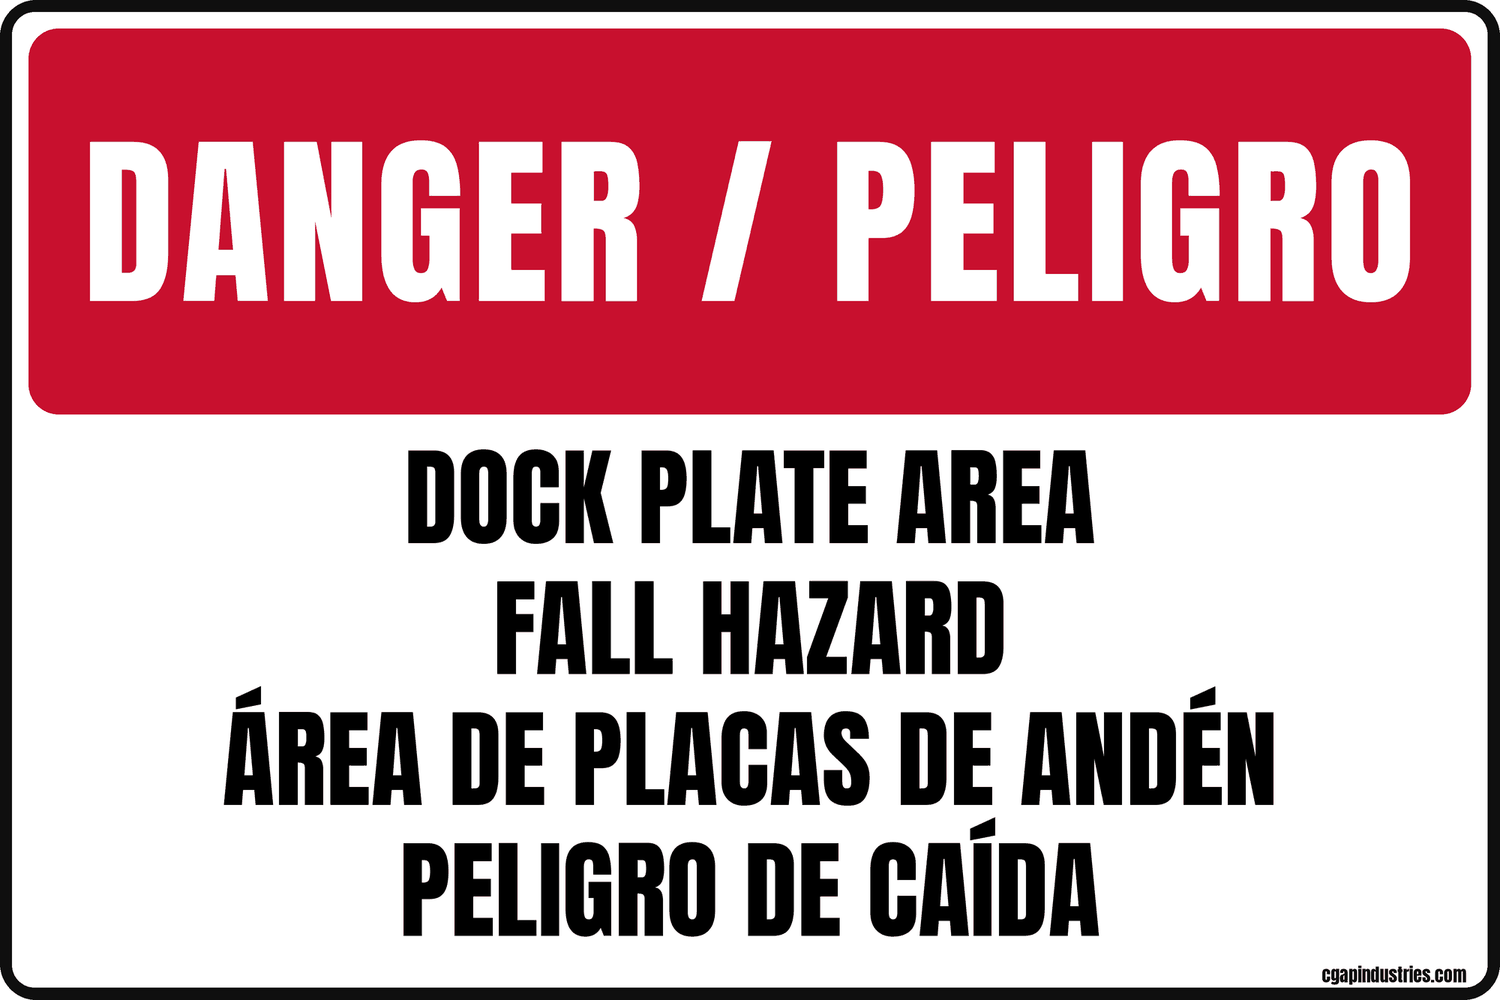 DANGER / PELIGRO
DOCK PLATE AREA
FALL HAZARD
ÁREA DE PLACAS DE ANDÉN
PELIGRO DE CAÍDA
cgapindustries.com